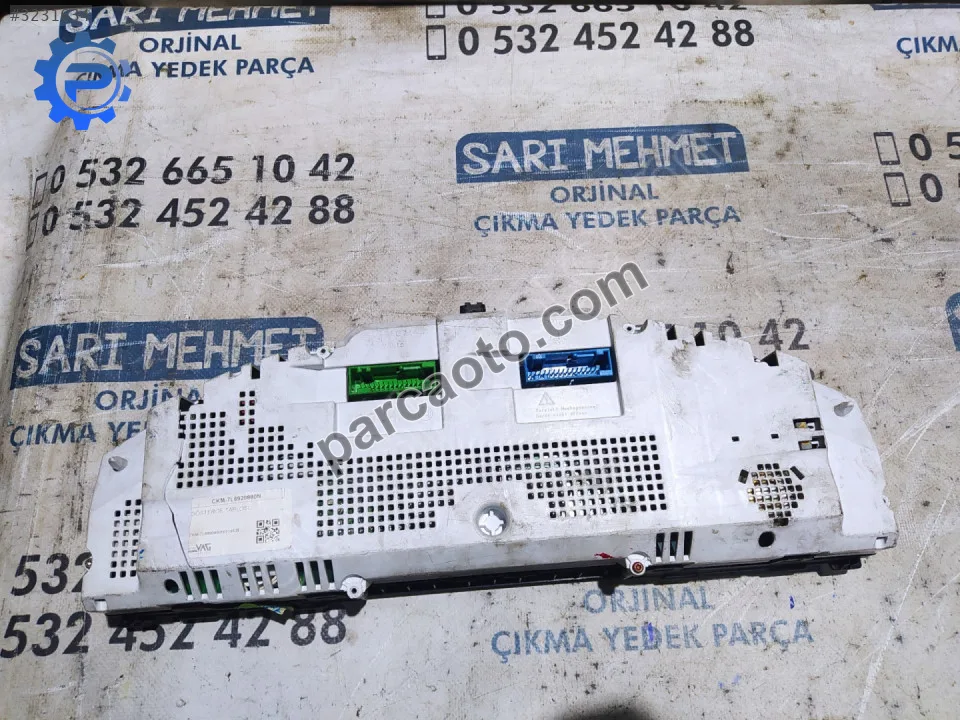 #3231
SARI MEHMET
ORJİNAL
ÇIKMA YEDEK PARÇA
0 532 665 10 42
0 532 452 42 88
ÇIKMA
P
0 532 665 10 42
0 532 452 42 88
SARI MEHMET
ORJİNAL
ÇIKMA YEDEK PARÇA
0 5
0
SARI MEHMET
ORJİNAL
ÇIKMA
10 42
parcaoto.com
VAG
0 532
532 452 42 88
ORJİNAL
ÇIKMA YEDEK PARÇA